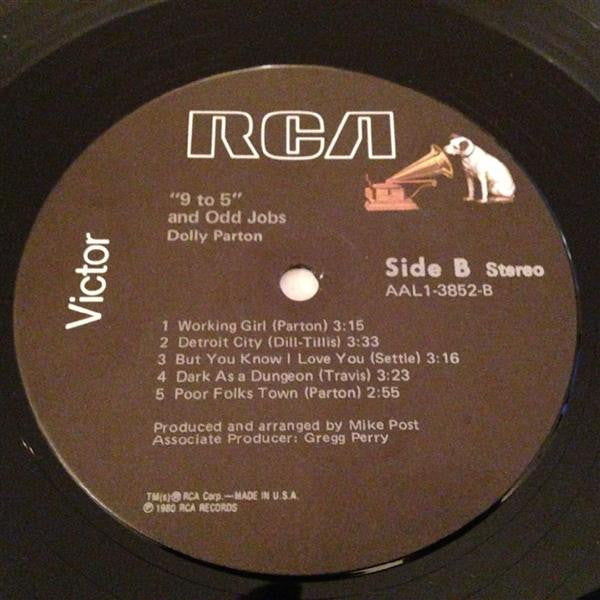 RCA
"9 to 5"
and Odd Jobs
Dolly Parton
Victor
Side B Stereo
AAL1-3852-B
1 Working Girl (Parton) 3:15
2 Detroit City (Dill-Tillis) 3:33
3 But You Know I Love You (Settle) 3:16
4 Dark As a Dungeon (Travis) 3:23
5 Poor Folks Town (Parton) 2:55
Produced and arranged by Mike Post
Associate Producer: Gregg Perry
TM(s)® RCA Corp.—MADE IN U.S.A.
℗ 1980 RCA RECORDS